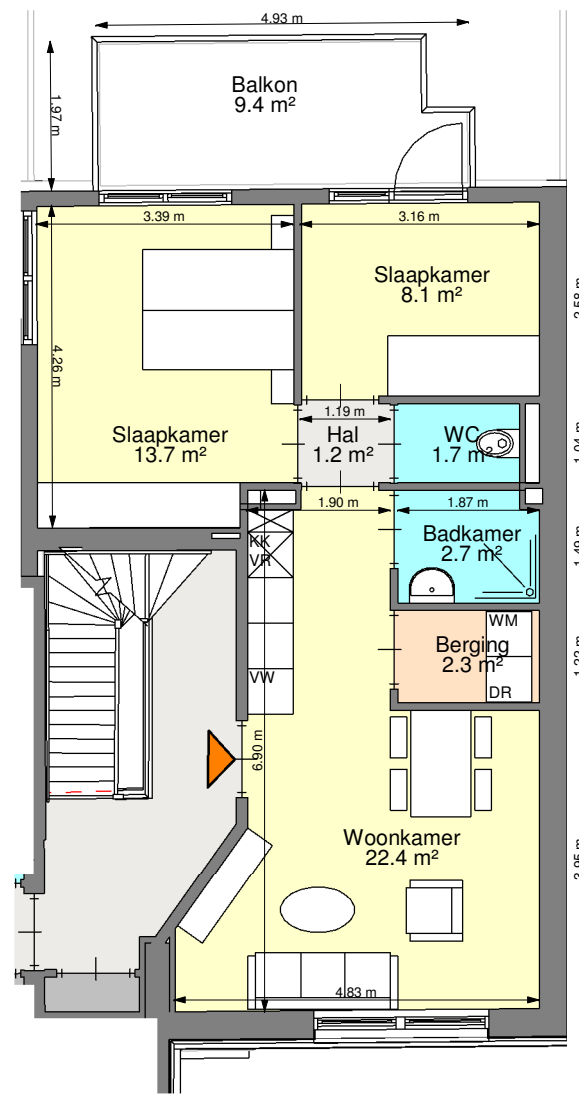 4.93 m
1.97 m
Balkon
9.4 m²
3.39 m
3.16 m
Slaapkamer
8.1 m²
4.26 m
1.19 m
Slaapkamer
13.7 m²
Hal
1.2 m²
WC
1.7 m²
1.90 m
1.87 m
KK
VR
Badkamer
2.7 m²
WM
Berging
2.3 m²
VW
DR
6.90 m
Woonkamer
22.4 m²
4.83 m